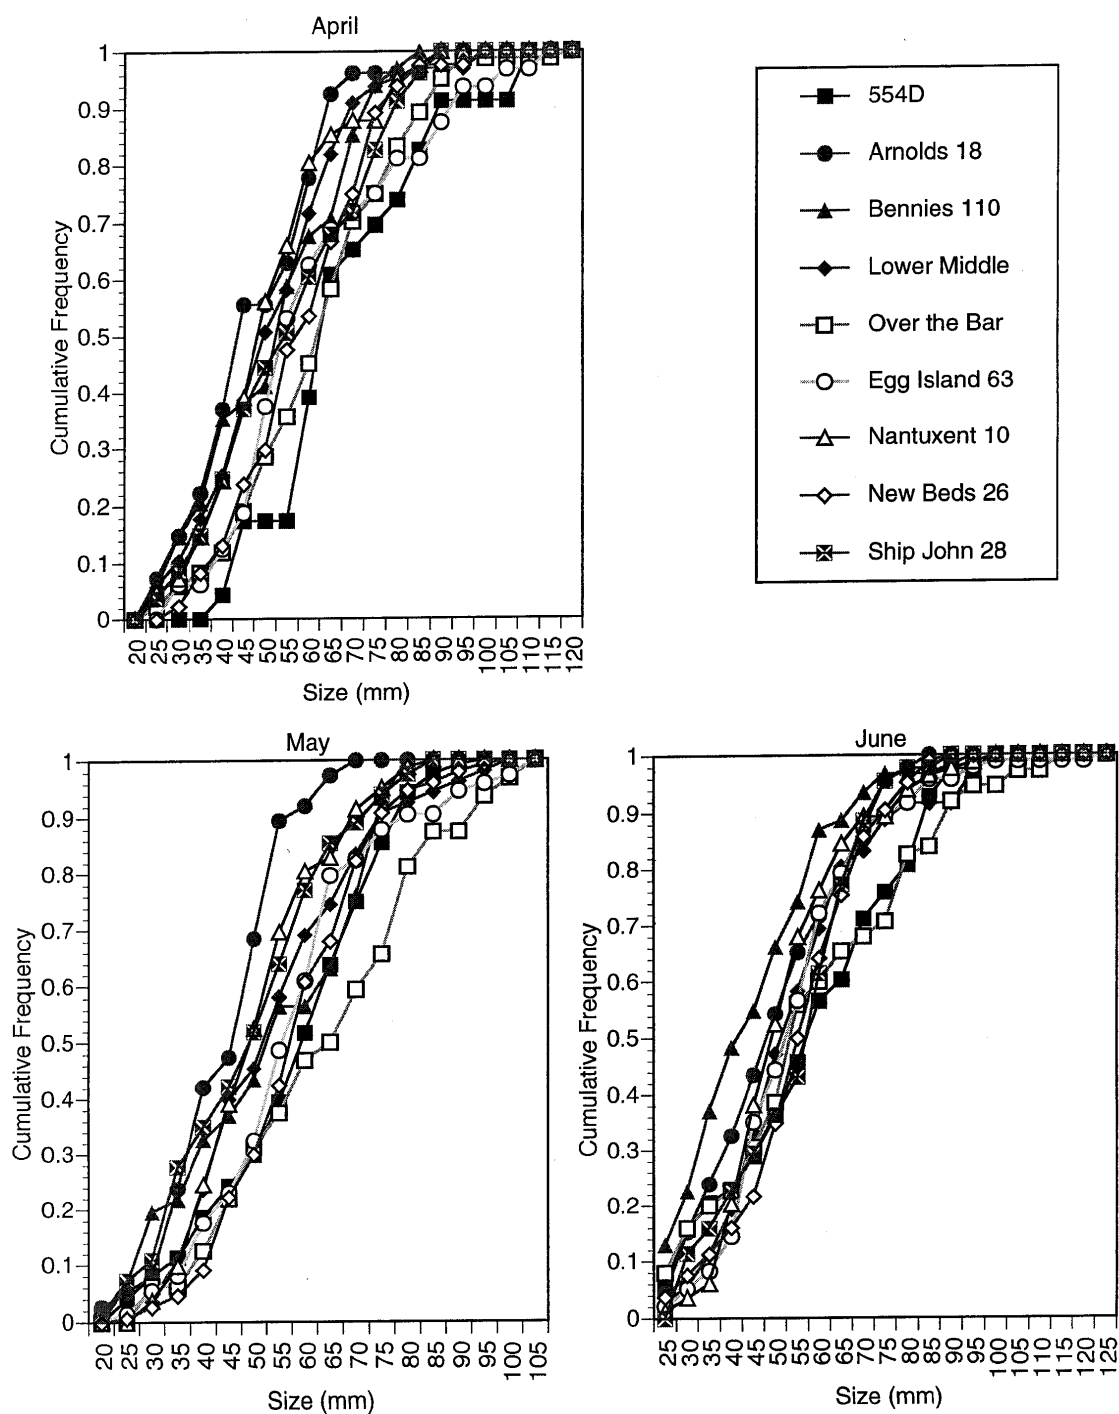 April
1
0.9
0.8
0.7
0.6
0.5
0.4
0.3
0.2
0.1
0
Cumulative Frequency
20 25 30 35 40 45 50 55 60 65 70 75 80 85 90 95 100 105 110 115 120
Size (mm)
554D
Arnolds 18
Bennies 110
Lower Middle
Over the Bar
Egg Island 63
Nantuxent 10
New Beds 26
Ship John 28
May
1
0.9
0.8
0.7
0.6
0.5
0.4
0.3
0.2
0.1
0
Cumulative Frequency
20 25 30 35 40 45 50 55 60 65 70 75 80 85 90 95 100 105
Size (mm)
June
1
0.9
0.8
0.7
0.6
0.5
0.4
0.3
0.2
0.1
0
Cumulative Frequency
25 30 35 40 45 50 55 60 65 70 75 80 85 90 95 100 105 110 115 120 125
Size (mm)